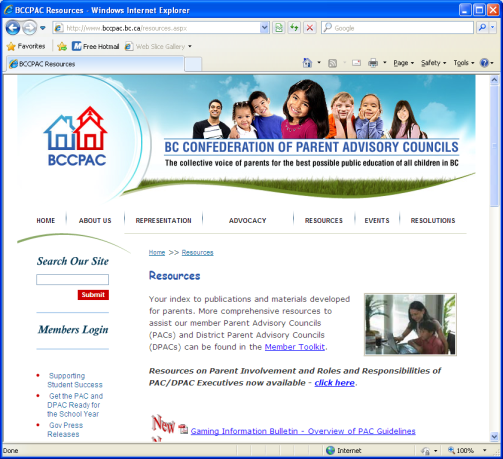 BCCPAC Resources - Windows Internet Explorer
http://www.bccpac.bc.ca/resources.aspx
Google
Favorites
Free Hotmail
Web Slice Gallery
BCCPAC Resources
Page
Safety
Tools
BCCPAC
BC CONFEDERATION OF PARENT ADVISORY COUNCILS
The collective voice of parents for the best possible public education of all children in BC
HOME
ABOUT US
REPRESENTATION
ADVOCACY
RESOURCES
EVENTS
RESOLUTIONS
Search Our Site
Submit
Members Login
Supporting
Student Success
Get the PAC and
DPAC Ready for
the School Year
Gov Press
Releases
Home >> Resources
Resources
Your index to publications and materials developed
for parents. More comprehensive resources to
assist our member Parent Advisory Councils
(PACs) and District Parent Advisory Councils
(DPACs) can be found in the Member Toolkit.
Resources on Parent Involvement and Roles and Responsibilities of
PAC/DPAC Executives now available - click here.
New
Gaming Information Bulletin - Overview of PAC Guidelines
Done
Internet
100%